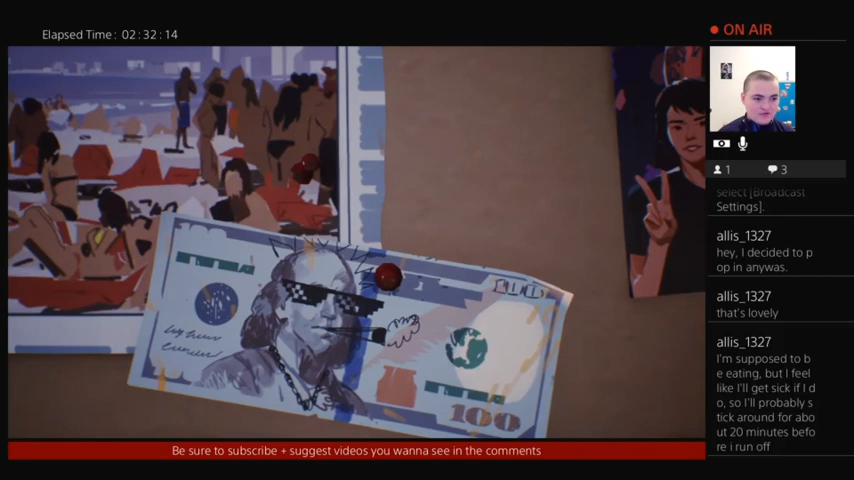 Elapsed Time: 02:32:14
ON AIR
1
3
select [Broadcast
Settings].
allis_1327
hey, I decided to p
op in anywas.
allis_1327
that's lovely
allis_1327
I'm supposed to b
e eating, but I feel
like I'll get sick if I d
o, so I'll probably s
tick around for abo
ut 20 minutes befo
re i run off
100
Be sure to subscribe + suggest videos you wanna see in the comments